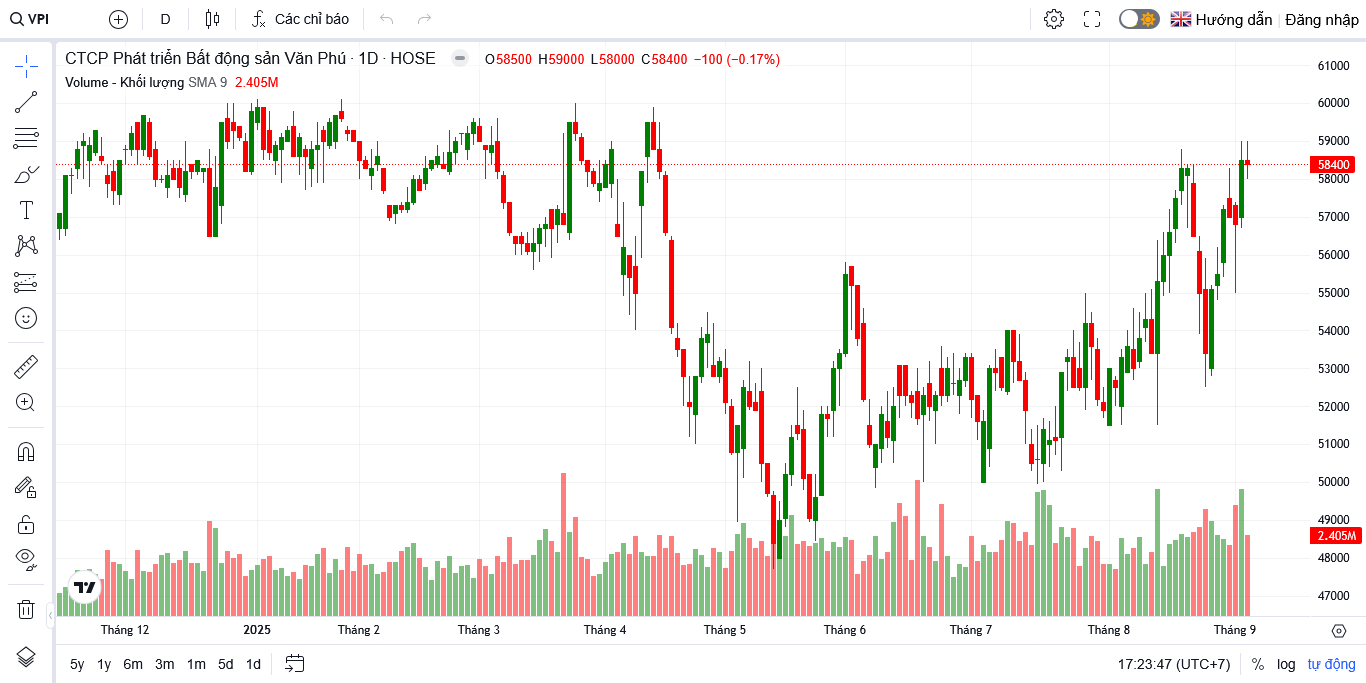 VPI D Các chỉ báo Hướng dẫn Đăng nhập
CTCP Phát triển Bất động sản Văn Phú · 1D · HOSE O58500 H59000 L58000 C58400 −100 (−0.17%)
Volume - Khối lượng SMA 9 2.405M
61000
60000
59000
58400
58000
57000
56000
55000
54000
53000
52000
51000
50000
49000
2.405M
48000
47000
Tháng 12 2025 Tháng 2 Tháng 3 Tháng 4 Tháng 5 Tháng 6 Tháng 7 Tháng 8 Tháng 9
5y 1y 6m 3m 1m 5d 1d 17:23:47 (UTC+7) % log tự động